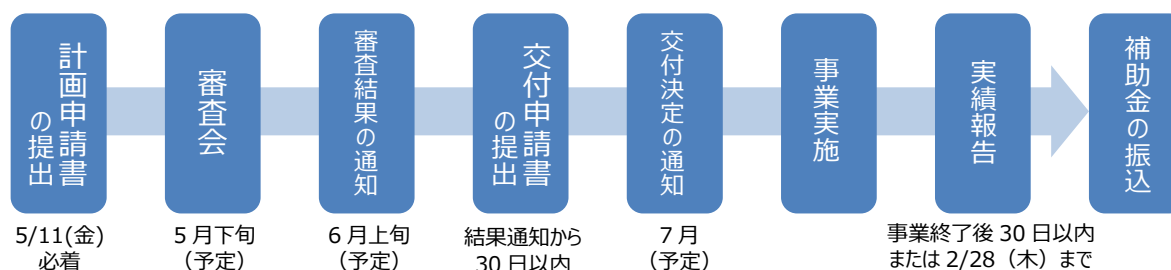 計画申請書
の提出
審査会
審査結果の通知
交付申請書
の提出
交付決定の通知
事業実施
実績報告
補助金の振込
5/11(金)
必着
5月下旬
（予定）
6月上旬
（予定）
結果通知から
30日以内
7月
（予定）
事業終了後30日以内
または2/28（木）まで